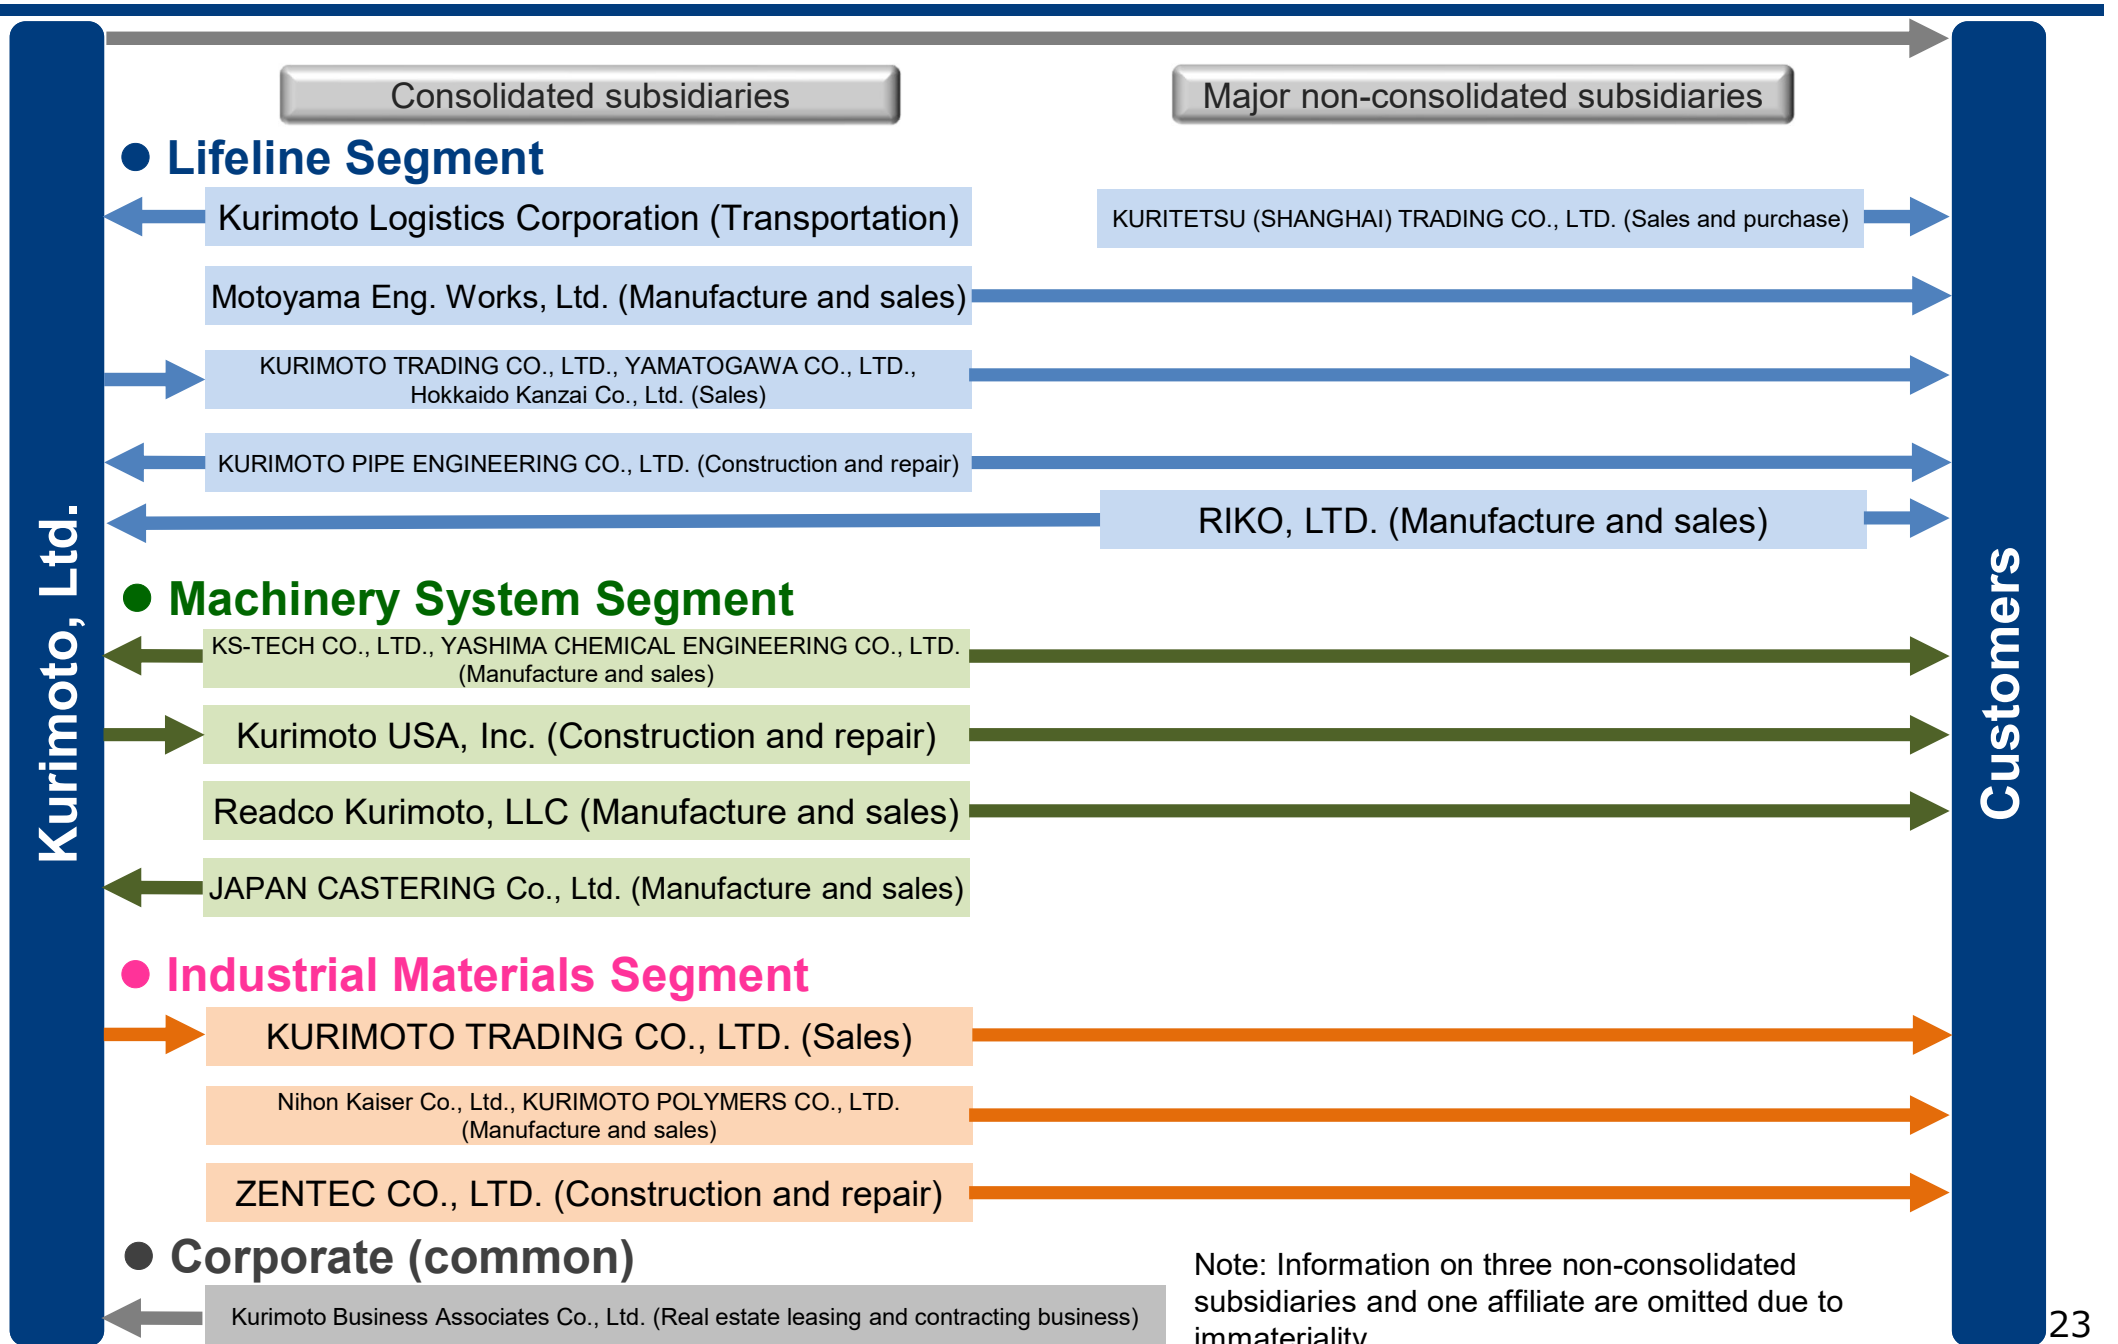 Consolidated subsidiaries
Major non-consolidated subsidiaries
Kurimoto, Ltd.
Customers
● Lifeline Segment
Kurimoto Logistics Corporation (Transportation)
KURITETSU (SHANGHAI) TRADING CO., LTD. (Sales and purchase)
Motoyama Eng. Works, Ltd. (Manufacture and sales)
KURIMOTO TRADING CO., LTD., YAMATOGAWA CO., LTD.,
Hokkaido Kanzai Co., Ltd. (Sales)
KURIMOTO PIPE ENGINEERING CO., LTD. (Construction and repair)
RIKO, LTD. (Manufacture and sales)
● Machinery System Segment
KS-TECH CO., LTD., YASHIMA CHEMICAL ENGINEERING CO., LTD.
(Manufacture and sales)
Kurimoto USA, Inc. (Construction and repair)
Readco Kurimoto, LLC (Manufacture and sales)
JAPAN CASTERING Co., Ltd. (Manufacture and sales)
● Industrial Materials Segment
KURIMOTO TRADING CO., LTD. (Sales)
Nihon Kaiser Co., Ltd., KURIMOTO POLYMERS CO., LTD.
(Manufacture and sales)
ZENTEC CO., LTD. (Construction and repair)
● Corporate (common)
Kurimoto Business Associates Co., Ltd. (Real estate leasing and contracting business)
Note: Information on three non-consolidated
subsidiaries and one affiliate are omitted due to
immateriality
23